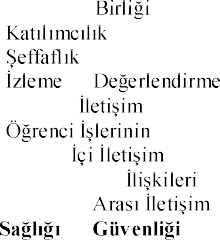 Birliği
Katılımcılık
Şeffaflık
İzleme Değerlendirme
İletişim
Öğrenci İşlerinin
İçi İletişim
İlişkileri
Arası İletişim
Sağlığı Güvenliği